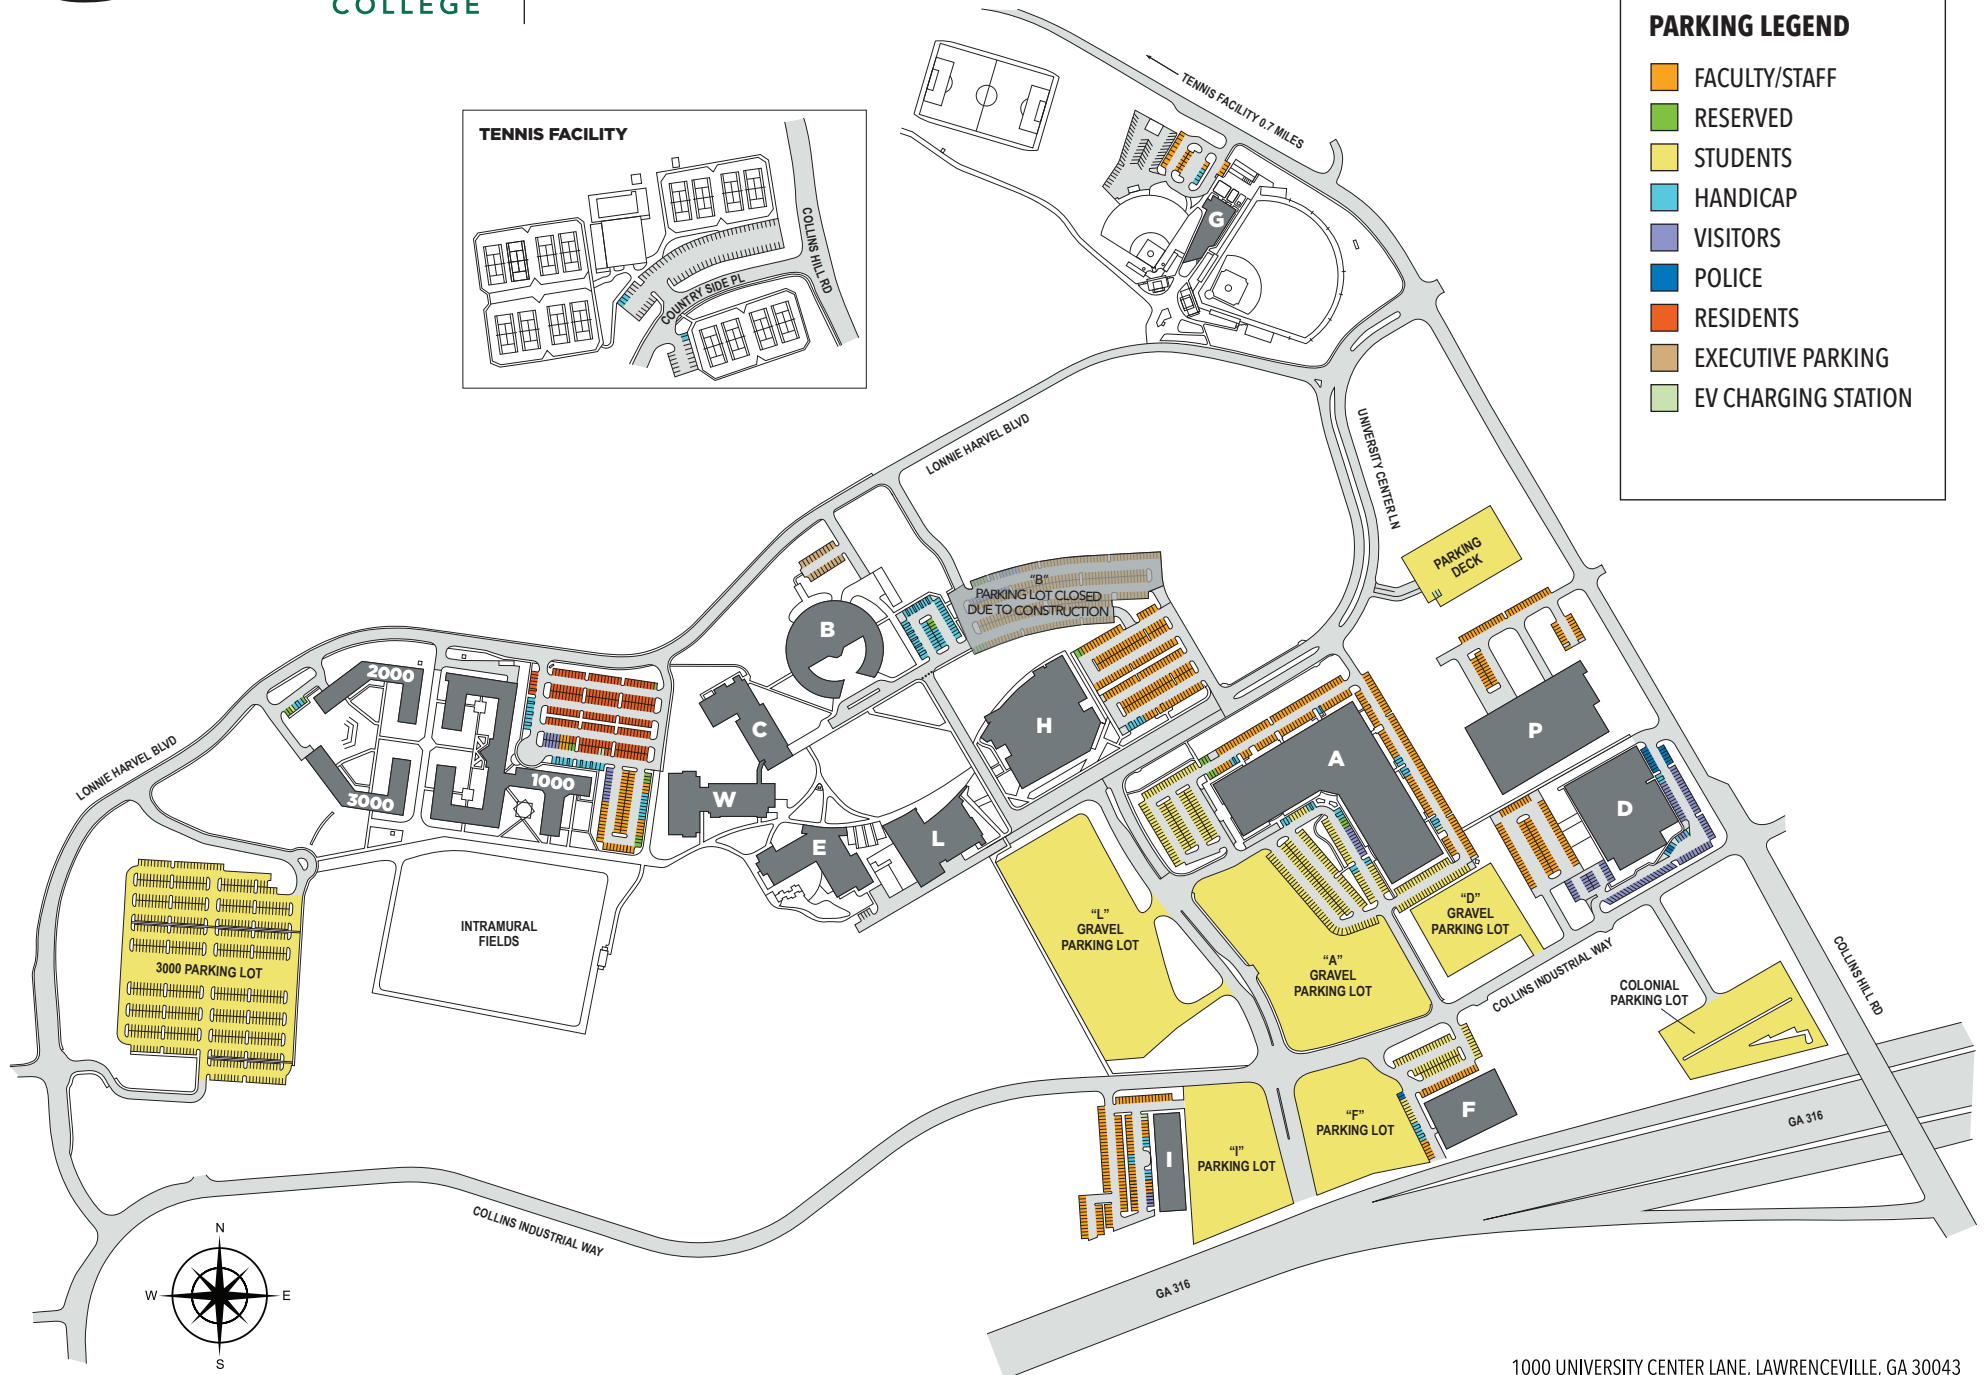 COLLEGE
PARKING LEGEND
FACULTY/STAFF
RESERVED
STUDENTS
HANDICAP
VISITORS
POLICE
RESIDENTS
EXECUTIVE PARKING
EV CHARGING STATION
TENNIS FACILITY
COLLINS HILL RD
COUNTRY SIDE PL
TENNIS FACILITY 0.7 MILES
G
LONNIE HARVEL BLVD
UNIVERSITY CENTER LN
PARKING
DECK
"B"
PARKING LOT CLOSED
DUE TO CONSTRUCTION
B
2000
C
H
P
A
1000
3000
W
D
E
L
LONNIE HARVEL BLVD
INTRAMURAL
FIELDS
"L"
GRAVEL
PARKING LOT
"D"
GRAVEL
PARKING LOT
"A"
GRAVEL
PARKING LOT
3000 PARKING LOT
COLLINS INDUSTRIAL WAY
COLONIAL
PARKING LOT
COLLINS HILL RD
F
"F"
PARKING LOT
I
"I"
PARKING LOT
GA 316
COLLINS INDUSTRIAL WAY
GA 316
N
W
E
S
1000 UNIVERSITY CENTER LANE, LAWRENCEVILLE, GA 30043